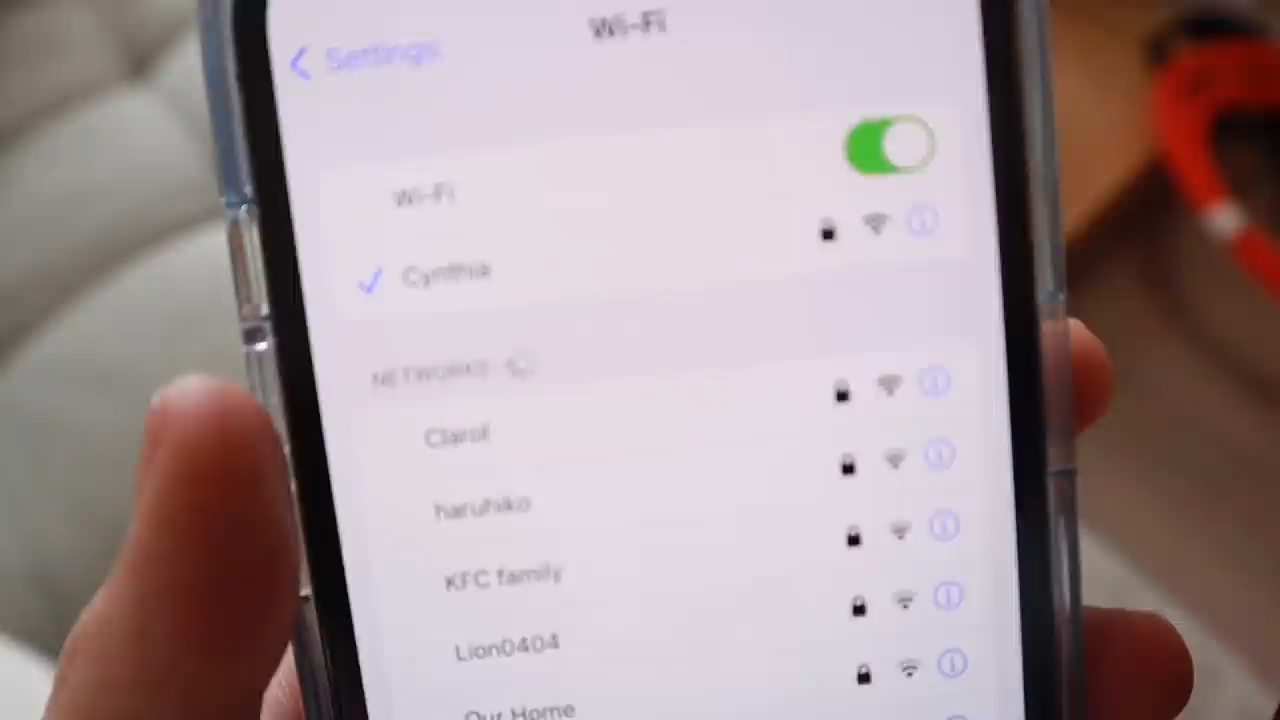 Wi-Fi
Settings
Wi-Fi
Cynthia
NETWORKS
Clarol
haruhiko
KFC family
Lion0404
Our Home